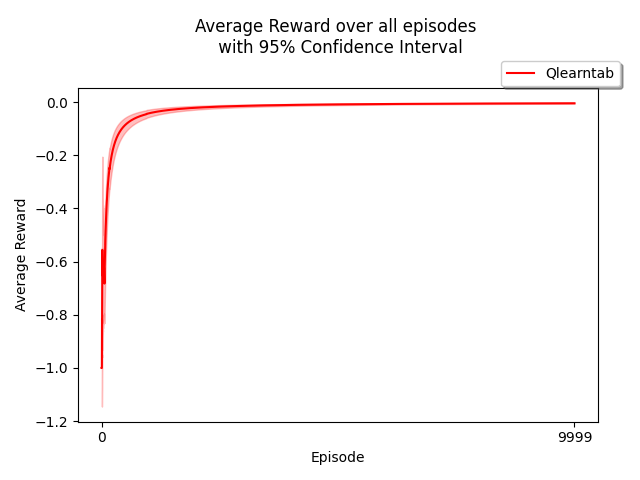 Average Reward over all episodes
with 95% Confidence Interval
Qlearntab
0.0
−0.2
−0.4
−0.6
−0.8
−1.0
−1.2
Average Reward
0
9999
Episode